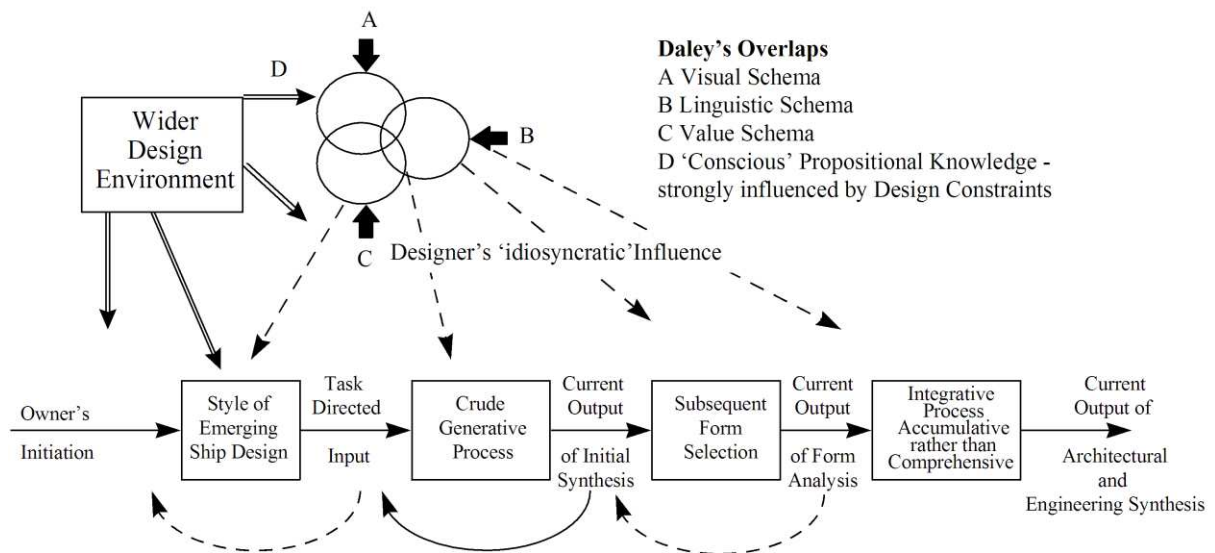 A
D
Wider
Design
Environment
B
C
Daley's Overlaps
A Visual Schema
B Linguistic Schema
C Value Schema
D 'Conscious' Propositional Knowledge -
strongly influenced by Design Constraints
Designer's 'idiosyncratic'Influence
Owner's
Initiation
Style of
Emerging
Ship Design
Task
Directed
Input
Crude
Generative
Process
Current
Output
of Initial
Synthesis
Subsequent
Form
Selection
Current
Output
of Form
Analysis
Integrative
Process
Accumulative
rather than
Comprehensive
Current
Output of
Architectural
and
Engineering Synthesis